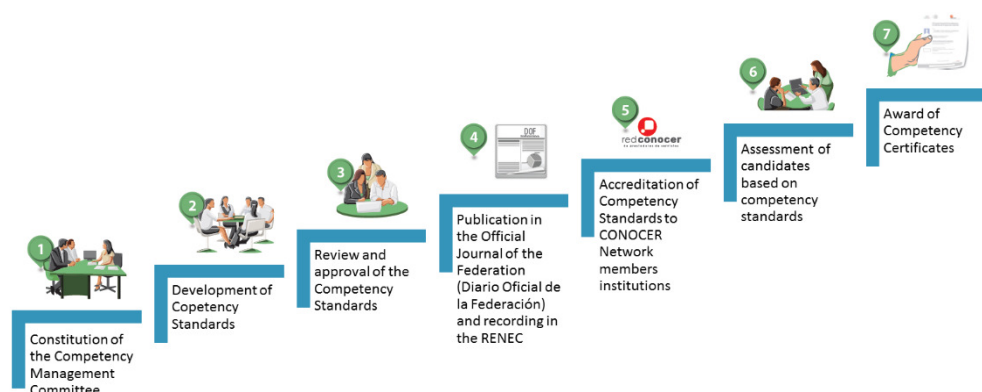 1
Constitution of
the Competency
Management
Committee
2
Development of
Copetency
Standards
3
Review and
approval of the
Competency
Standards
4
DOF
Publication in
the Official
Journal of the
Federation
(Diario Oficial de
la Federación)
and recording in
the RENEC
5
redconocer
Accreditation of
Competency
Standards to
CONOCER
Network
members
institutions
6
Assessment of
candidates
based on
competency
standards
7
Award of
Competency
Certificates